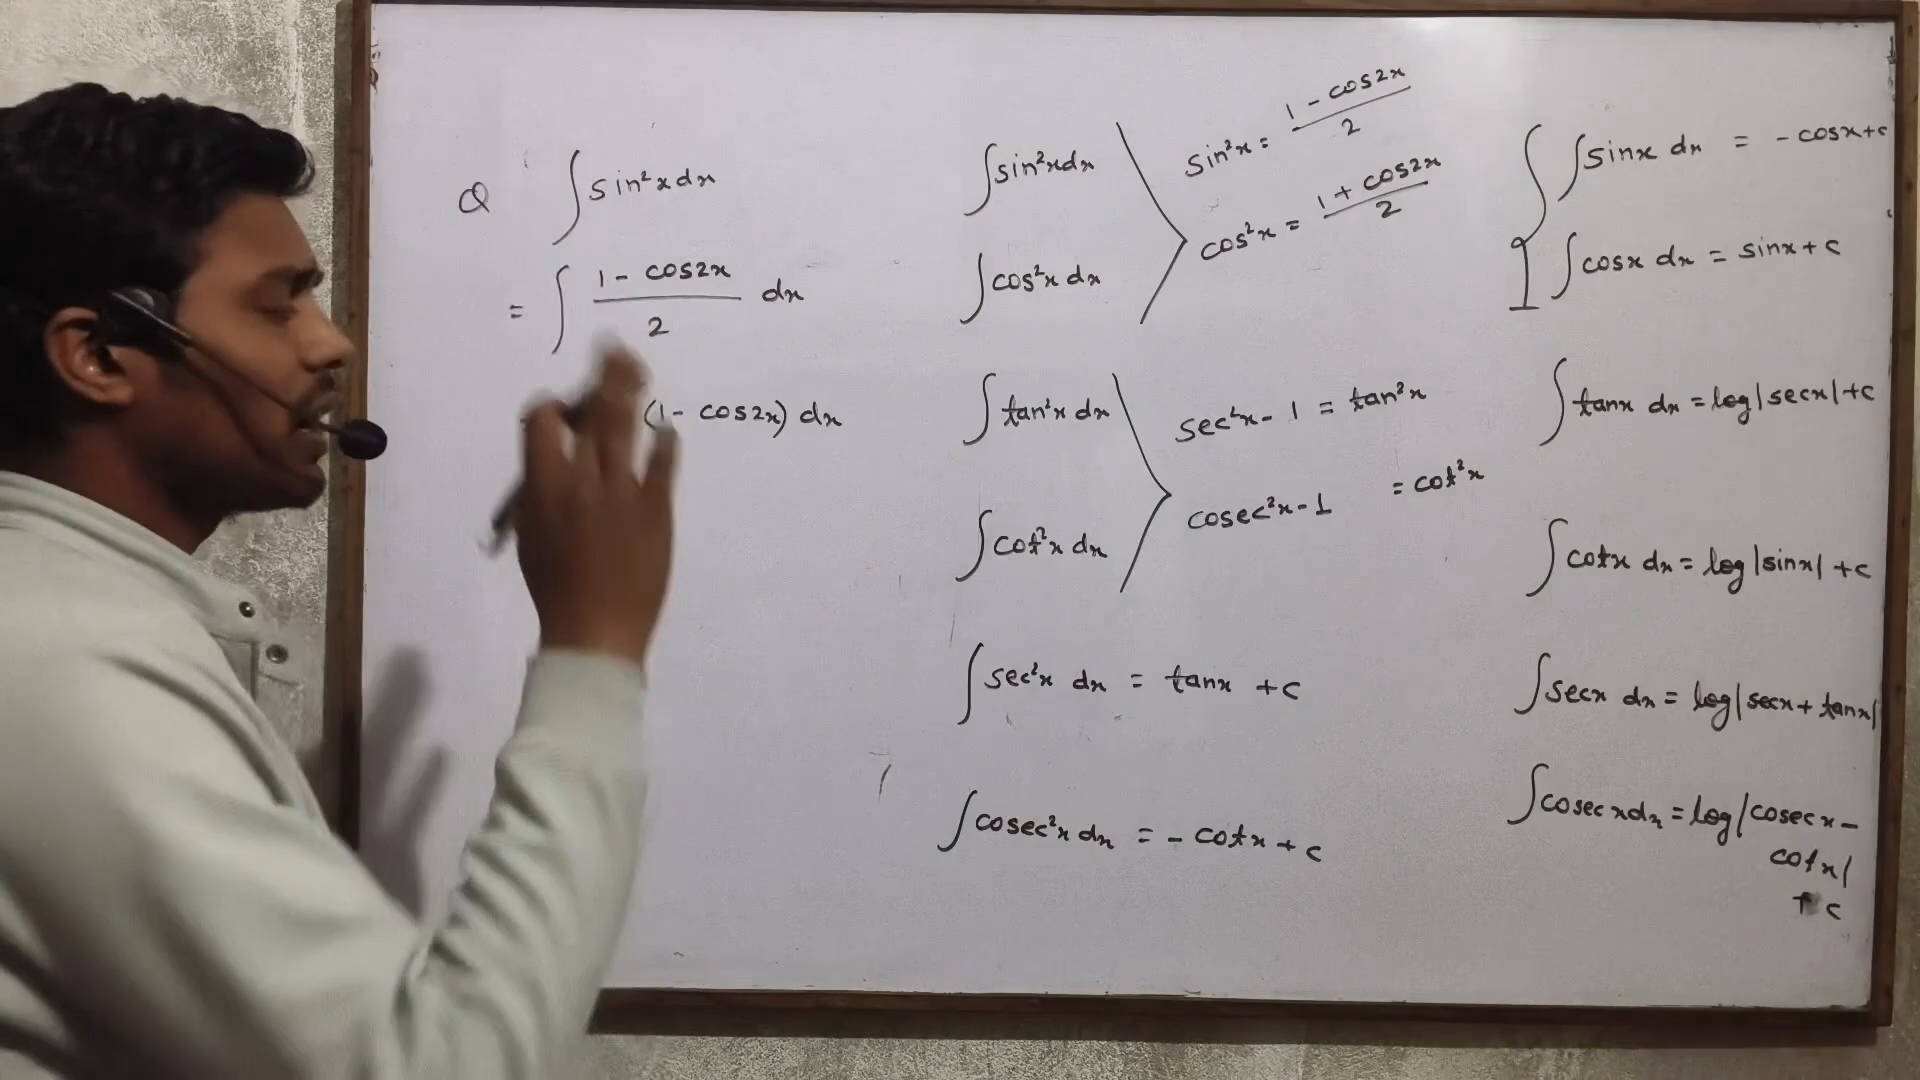 Q ∫ sin²x dx
= ∫ (1 - cos2x)/2 dx
(1 - cos2x) dx
∫ sin²x dx
∫ cos²x dx
sin²x = (1 - cos2x)/2
cos²x = (1 + cos2x)/2
∫ tan²x dx
∫ cot²x dx
sec²x - 1 = tan²x
cosec²x - 1 = cot²x
∫ sec²x dx = tanx + c
∫ cosec²x dx = - cotx + c
∫ sinx dx = - cosx + c
∫ cosx dx = sinx + c
∫ tanx dx = log|secx| + c
∫ cotx dx = log|sinx| + c
∫ secx dx = log|secx + tanx|
∫ cosec x dx = log|cosec x -
cotx|
+ c